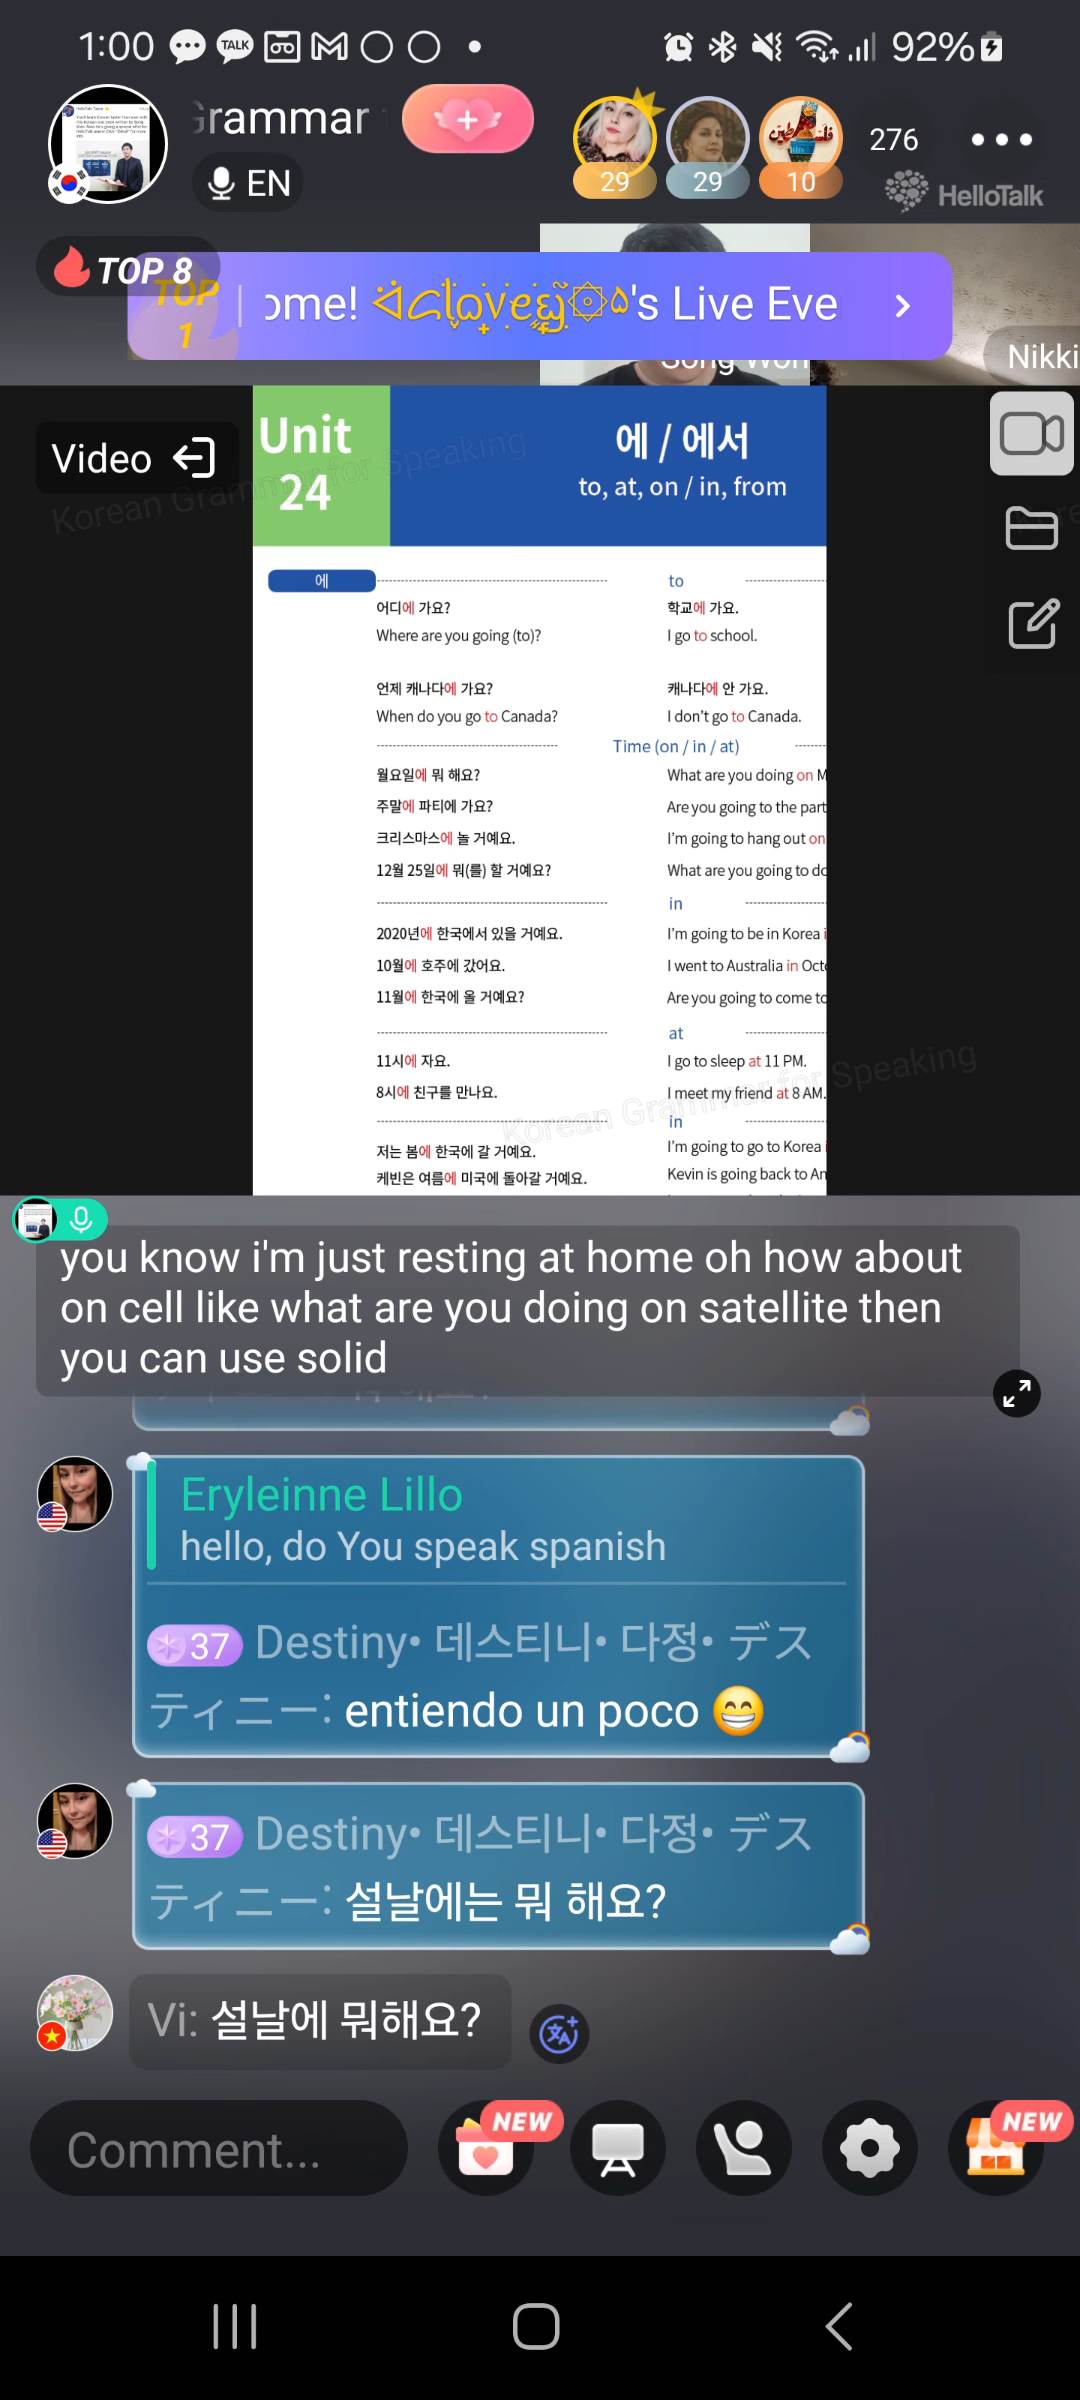 1:00 TALK 92%
Grammar
EN
29 29 10 276
HelloTalk
TOP 8
TOP 1
ome! 's Live Eve
Song Won
Nikki
Video
Unit 24
에 / 에서
to, at, on / in, from
Korean Grammar for Speaking
에
to
어디에 가요?
학교에 가요.
Where are you going (to)?
I go to school.
언제 캐나다에 가요?
캐나다에 안 가요.
When do you go to Canada?
I don't go to Canada.
Time (on / in / at)
월요일에 뭐 해요?
What are you doing on M
주말에 파티에 가요?
Are you going to the part
크리스마스에 놀 거예요.
I'm going to hang out on
12월 25일에 뭐(를) 할 거예요?
What are you going to do
in
2020년에 한국에서 있을 거예요.
I'm going to be in Korea i
10월에 호주에 갔어요.
I went to Australia in Octo
11월에 한국에 올 거예요?
Are you going to come to
at
11시에 자요.
I go to sleep at 11 PM.
8시에 친구를 만나요.
I meet my friend at 8 AM.
Korean Grammar for Speaking
in
저는 봄에 한국에 갈 거예요.
I'm going to go to Korea i
케빈은 여름에 미국에 돌아갈 거예요.
Kevin is going back to Am
you know i'm just resting at home oh how about
on cell like what are you doing on satellite then
you can use solid
Eryleinne Lillo
hello, do You speak spanish
37 Destiny• 데스티니• 다정• デス
ティニー: entiendo un poco 😁
37 Destiny• 데스티니• 다정• デス
ティニー: 설날에는 뭐 해요?
Vi: 설날에 뭐해요?
Comment...
NEW
NEW